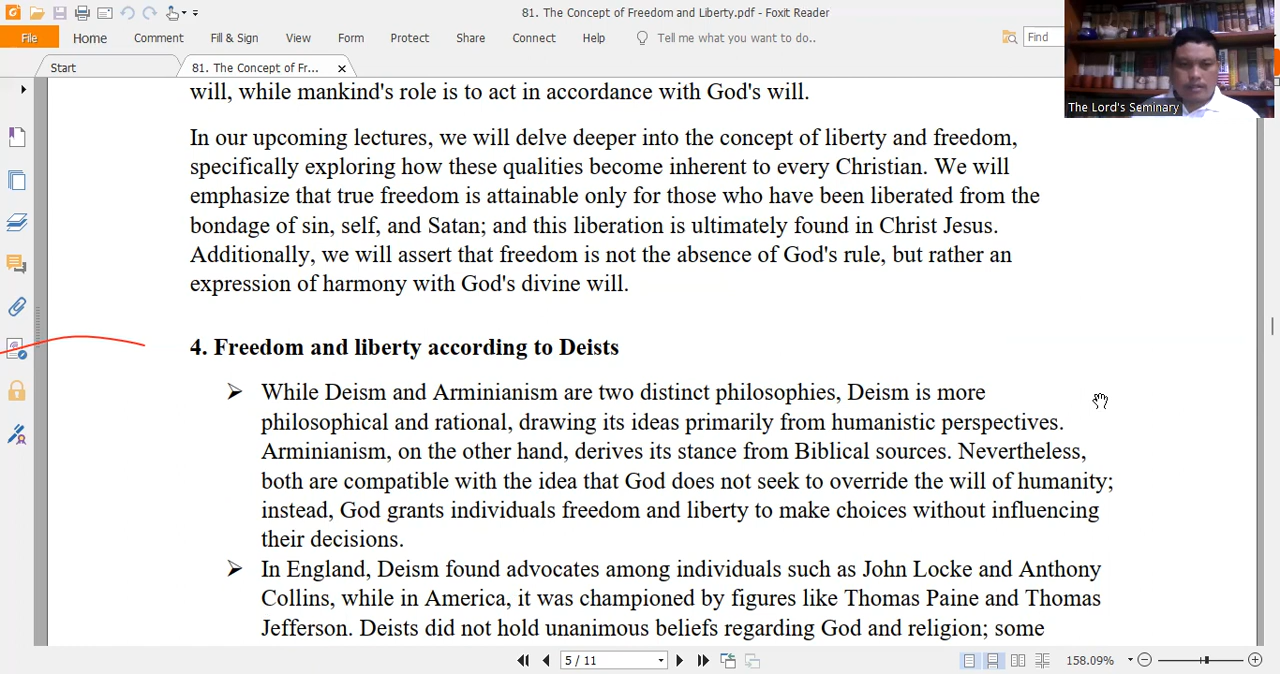 81. The Concept of Freedom and Liberty.pdf - Foxit Reader
File Home Comment Fill & Sign View Form Protect Share Connect Help Tell me what you want to do.. Find
Start 81. The Concept of Fr...
The Lord's Seminary
will, while mankind's role is to act in accordance with God's will.
In our upcoming lectures, we will delve deeper into the concept of liberty and freedom,
specifically exploring how these qualities become inherent to every Christian. We will
emphasize that true freedom is attainable only for those who have been liberated from the
bondage of sin, self, and Satan; and this liberation is ultimately found in Christ Jesus.
Additionally, we will assert that freedom is not the absence of God's rule, but rather an
expression of harmony with God's divine will.
4. Freedom and liberty according to Deists
While Deism and Arminianism are two distinct philosophies, Deism is more
philosophical and rational, drawing its ideas primarily from humanistic perspectives.
Arminianism, on the other hand, derives its stance from Biblical sources. Nevertheless,
both are compatible with the idea that God does not seek to override the will of humanity;
instead, God grants individuals freedom and liberty to make choices without influencing
their decisions.
In England, Deism found advocates among individuals such as John Locke and Anthony
Collins, while in America, it was championed by figures like Thomas Paine and Thomas
Jefferson. Deists did not hold unanimous beliefs regarding God and religion; some
5 / 11 158.09%